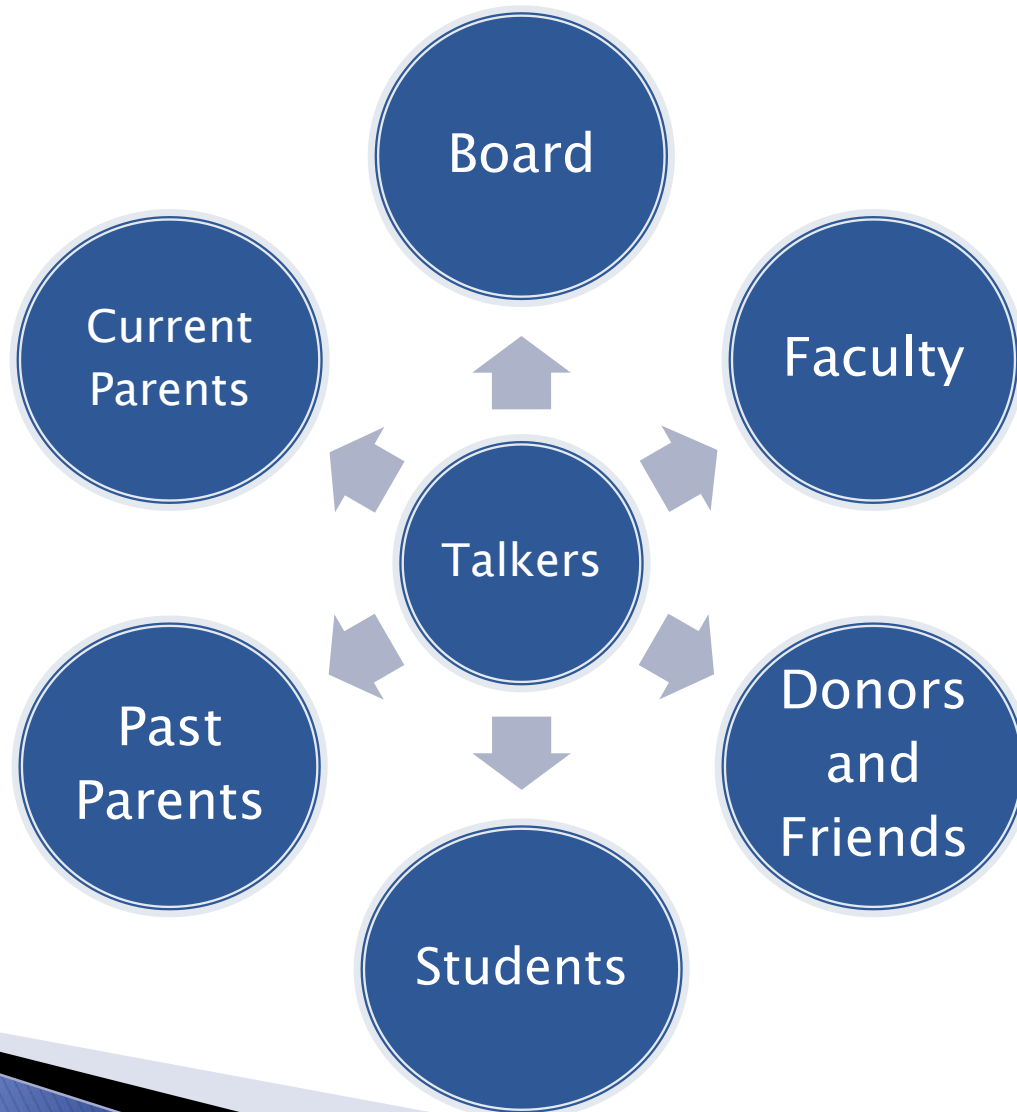 Board
Current
Parents
Faculty
Talkers
Past
Parents
Donors
and
Friends
Students